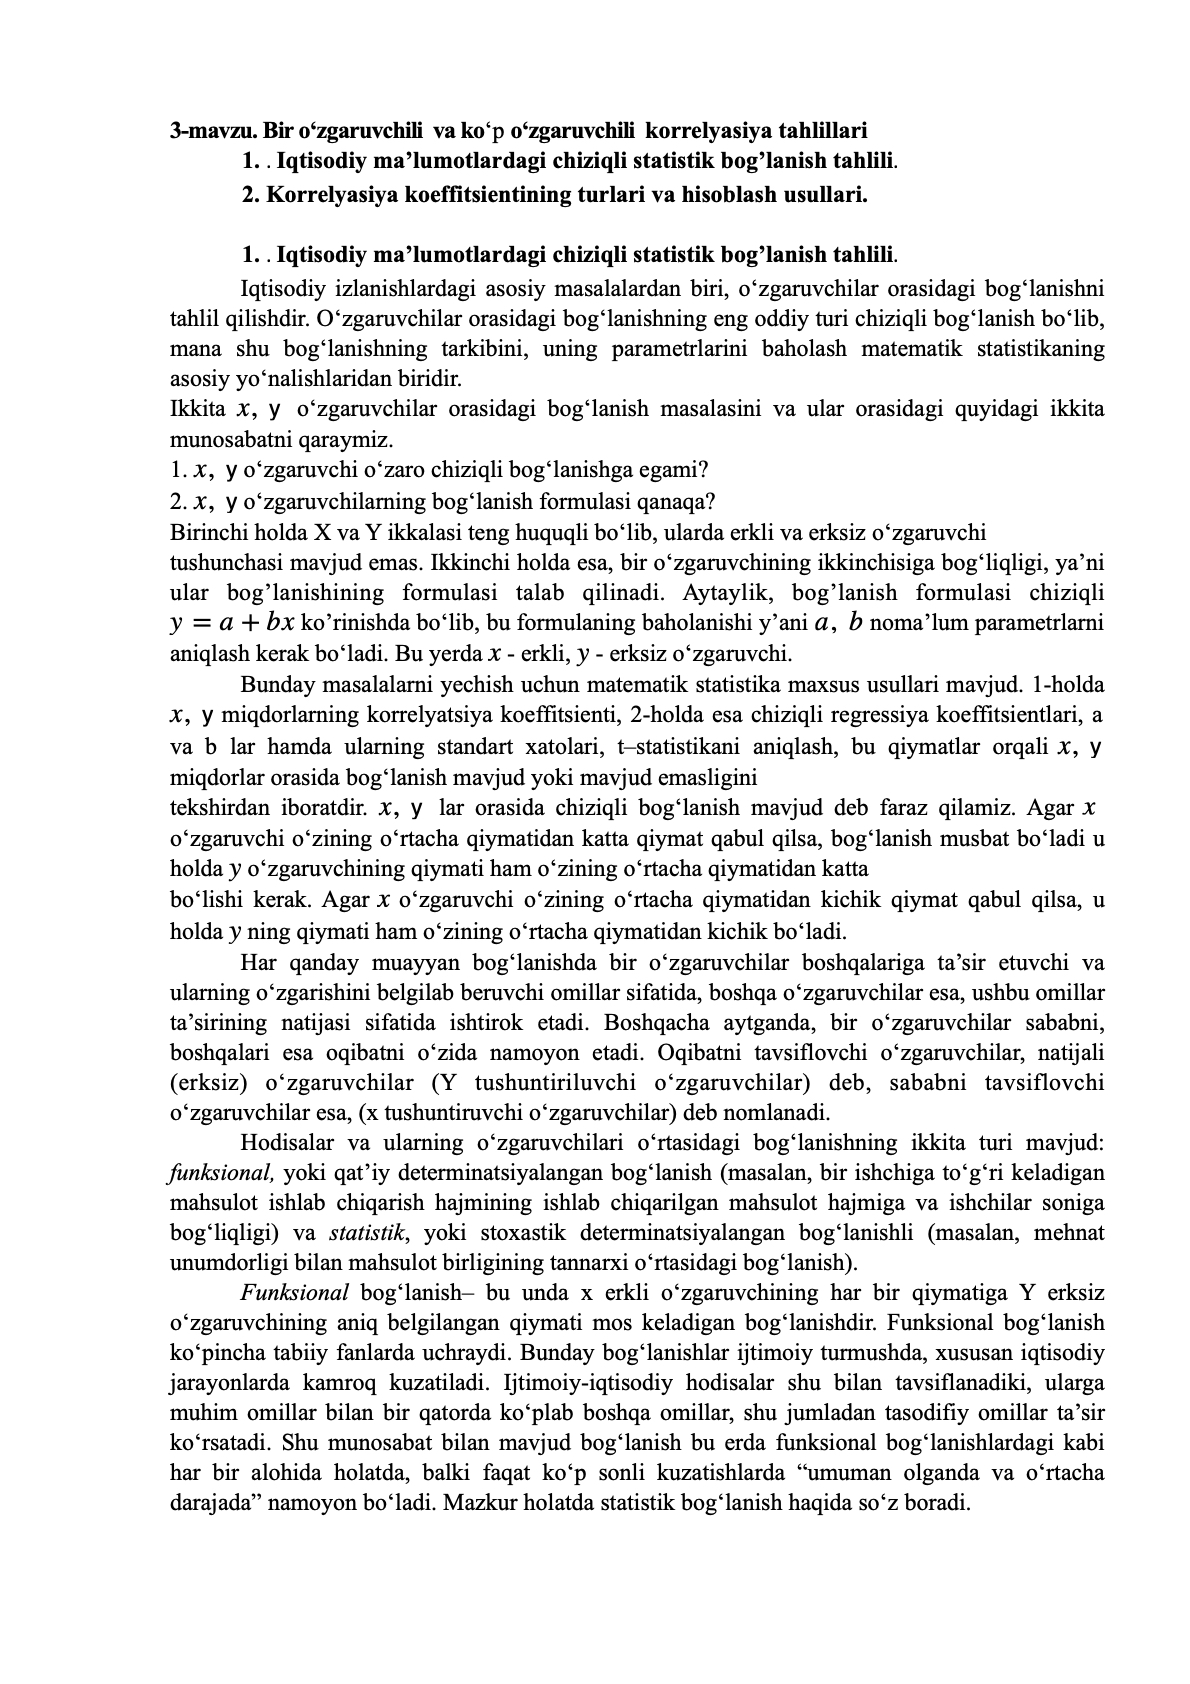 3-mavzu. Bir o‘zgaruvchili va ko‘p o‘zgaruvchili korrelyasiya tahlillari
1. . Iqtisodiy ma’lumotlardagi chiziqli statistik bog’lanish tahlili.
2. Korrelyasiya koeffitsientining turlari va hisoblash usullari.
1. . Iqtisodiy ma’lumotlardagi chiziqli statistik bog’lanish tahlili.
Iqtisodiy izlanishlardagi asosiy masalalardan biri, o‘zgaruvchilar orasidagi bog‘lanishni
tahlil qilishdir. O‘zgaruvchilar orasidagi bog‘lanishning eng oddiy turi chiziqli bog‘lanish bo‘lib,
mana shu bog‘lanishning tarkibini, uning parametrlarini baholash matematik statistikaning
asosiy yo‘nalishlaridan biridir.
Ikkita x, y o‘zgaruvchilar orasidagi bog‘lanish masalasini va ular orasidagi quyidagi ikkita
munosabatni qaraymiz.
1. x, y o‘zgaruvchi o‘zaro chiziqli bog‘lanishga egami?
2. x, y o‘zgaruvchilarning bog‘lanish formulasi qanaqa?
Birinchi holda X va Y ikkalasi teng huquqli bo‘lib, ularda erkli va erksiz o‘zgaruvchi
tushunchasi mavjud emas. Ikkinchi holda esa, bir o‘zgaruvchining ikkinchisiga bog‘liqligi, ya’ni
ular bog’lanishining formulasi talab qilinadi. Aytaylik, bog’lanish formulasi chiziqli
y = a + bx ko’rinishda bo‘lib, bu formulaning baholanishi y’ani a, b noma’lum parametrlarni
aniqlash kerak bo‘ladi. Bu yerda x - erkli, y - erksiz o‘zgaruvchi.
Bunday masalalarni yechish uchun matematik statistika maxsus usullari mavjud. 1-holda
x, y miqdorlarning korrelyatsiya koeffitsienti, 2-holda esa chiziqli regressiya koeffitsientlari, a
va b lar hamda ularning standart xatolari, t–statistikani aniqlash, bu qiymatlar orqali x, y
miqdorlar orasida bog‘lanish mavjud yoki mavjud emasligini
tekshirdan iboratdir. x, y lar orasida chiziqli bog‘lanish mavjud deb faraz qilamiz. Agar x
o‘zgaruvchi o‘zining o‘rtacha qiymatidan katta qiymat qabul qilsa, bog‘lanish musbat bo‘ladi u
holda y o‘zgaruvchining qiymati ham o‘zining o‘rtacha qiymatidan katta
bo‘lishi kerak. Agar x o‘zgaruvchi o‘zining o‘rtacha qiymatidan kichik qiymat qabul qilsa, u
holda y ning qiymati ham o‘zining o‘rtacha qiymatidan kichik bo‘ladi.
Har qanday muayyan bog‘lanishda bir o‘zgaruvchilar boshqalariga ta’sir etuvchi va
ularning o‘zgarishini belgilab beruvchi omillar sifatida, boshqa o‘zgaruvchilar esa, ushbu omillar
ta’sirining natijasi sifatida ishtirok etadi. Boshqacha aytganda, bir o‘zgaruvchilar sababni,
boshqalari esa oqibatni o‘zida namoyon etadi. Oqibatni tavsiflovchi o‘zgaruvchilar, natijali
(erksiz) o‘zgaruvchilar (Y tushuntiriluvchi o‘zgaruvchilar) deb, sababni tavsiflovchi
o‘zgaruvchilar esa, (x tushuntiruvchi o‘zgaruvchilar) deb nomlanadi.
Hodisalar va ularning o‘zgaruvchilari o‘rtasidagi bog‘lanishning ikkita turi mavjud:
funksional, yoki qat’iy determinatsiyalangan bog‘lanish (masalan, bir ishchiga to‘g‘ri keladigan
mahsulot ishlab chiqarish hajmining ishlab chiqarilgan mahsulot hajmiga va ishchilar soniga
bog‘liqligi) va statistik, yoki stoxastik determinatsiyalangan bog‘lanishli (masalan, mehnat
unumdorligi bilan mahsulot birligining tannarxi o‘rtasidagi bog‘lanish).
Funksional bog‘lanish– bu unda x erkli o‘zgaruvchining har bir qiymatiga Y erksiz
o‘zgaruvchining aniq belgilangan qiymati mos keladigan bog‘lanishdir. Funksional bog‘lanish
ko‘pincha tabiiy fanlarda uchraydi. Bunday bog‘lanishlar ijtimoiy turmushda, xususan iqtisodiy
jarayonlarda kamroq kuzatiladi. Ijtimoiy-iqtisodiy hodisalar shu bilan tavsiflanadiki, ularga
muhim omillar bilan bir qatorda ko‘plab boshqa omillar, shu jumladan tasodifiy omillar ta’sir
ko‘rsatadi. Shu munosabat bilan mavjud bog‘lanish bu erda funksional bog‘lanishlardagi kabi
har bir alohida holatda, balki faqat ko‘p sonli kuzatishlarda “umuman olganda va o‘rtacha
darajada” namoyon bo‘ladi. Mazkur holatda statistik bog‘lanish haqida so‘z boradi.